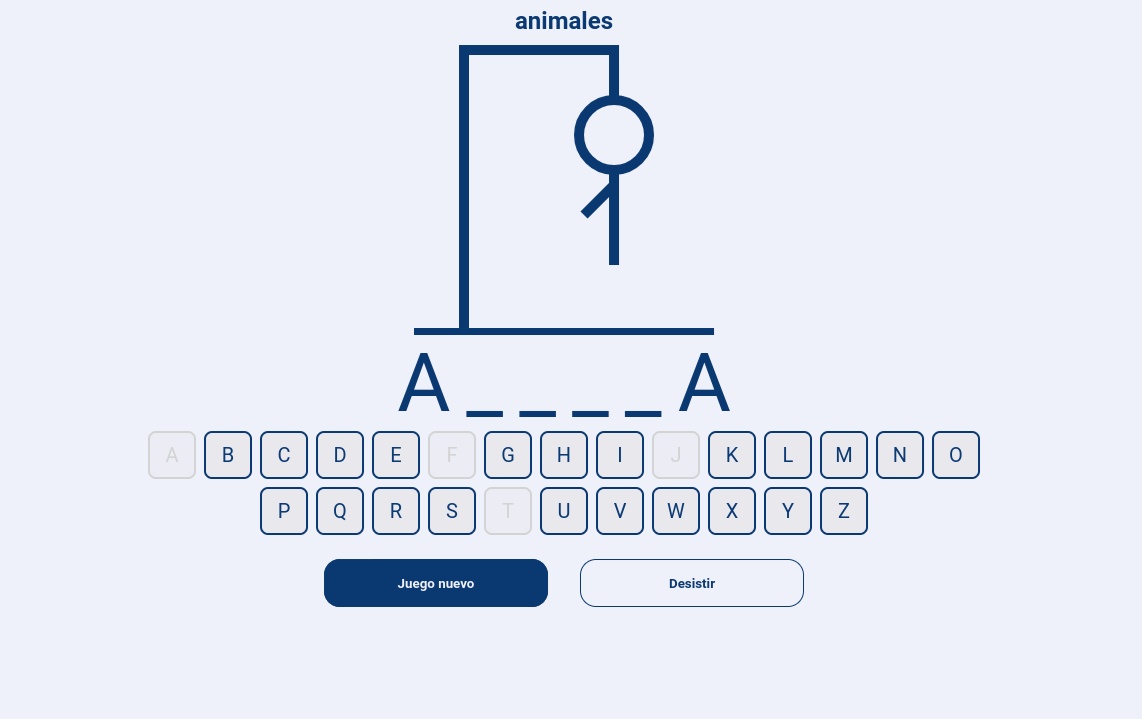 animales
A _ _ _ _ A
A B C D E F G H I J K L M N O
P Q R S T U V W X Y Z
Juego nuevo Desistir